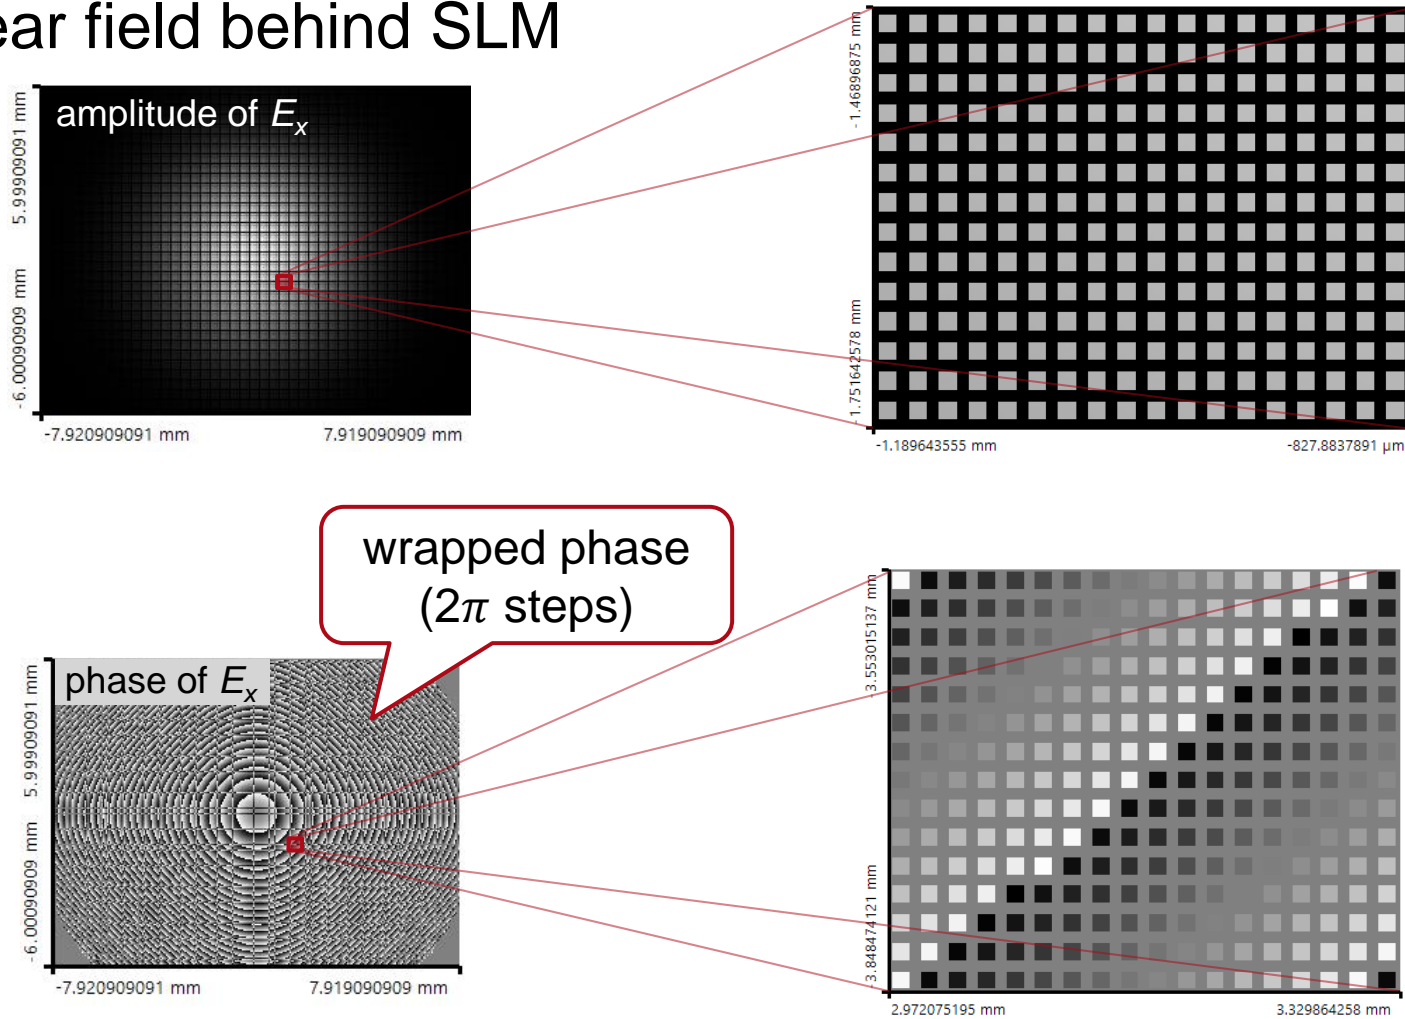 ear field behind SLM
amplitude of Ex
5.999090991 mm
-6.00090909 mm
-7.920909091 mm
7.919090909 mm
-1.46896875 mm
-1.751642578 mm
-1.189643555 mm
-827.8837891 µm
wrapped phase
(2π steps)
phase of Ex
5.999090991 mm
-6.00090909 mm
-7.920909091 mm
7.919090909 mm
-3.553015137 mm
-3.848474121 mm
2.972075195 mm
3.329864258 mm